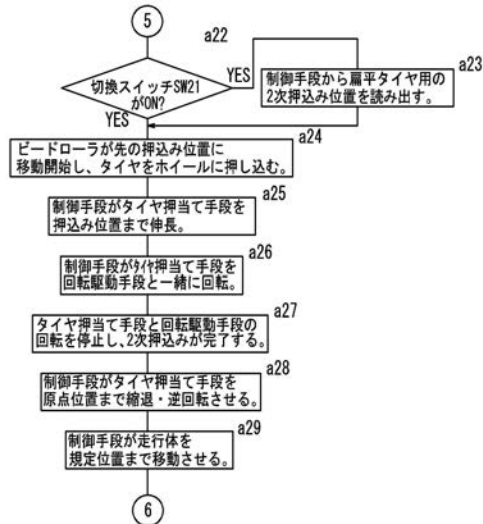 5
a22
切換スイッチSW21
がON?
YES
a23
制御手段から扁平タイヤ用の
2次押込み位置を読み出す。
YES
a24
ビードローラが先の押込み位置に
移動開始し、タイヤをホイールに押し込む。
a25
制御手段がタイヤ押当て手段を
押込み位置まで伸長。
a26
制御手段がタイヤ押当て手段を
回転駆動手段と一緒に回転。
a27
タイヤ押当て手段と回転駆動手段の
回転を停止し、2次押込みが完了する。
a28
制御手段がタイヤ押当て手段を
原点位置まで縮退・逆回転させる。
a29
制御手段が走行体を
規定位置まで移動させる。
6